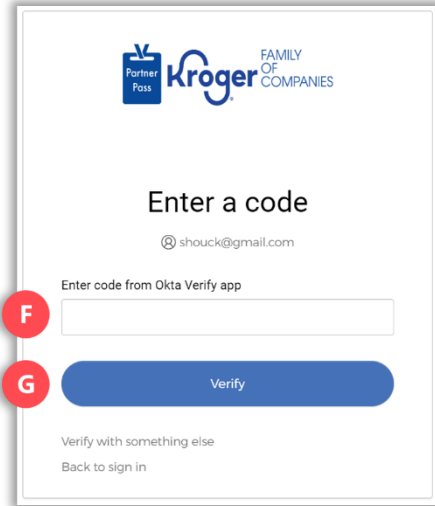 Partner
Pass
Kroger
FAMILY
OF
COMPANIES
Enter a code
shouck@gmail.com
Enter code from Okta Verify app
F
G
Verify
Verify with something else
Back to sign in